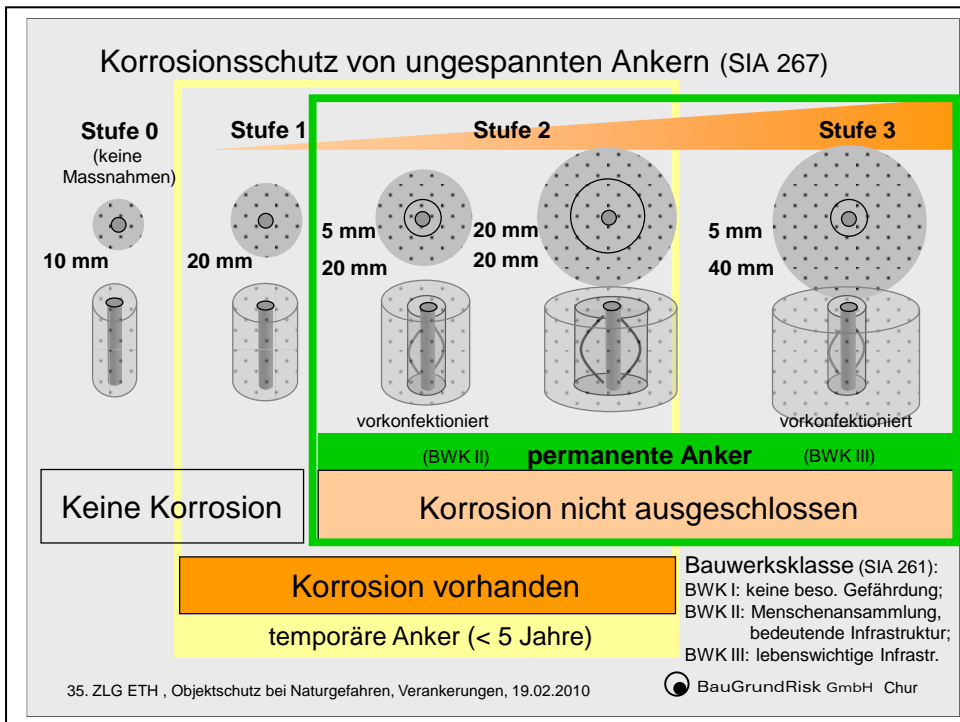 Korrosionsschutz von ungespannten Ankern (SIA 267)
Stufe 0
(keine
Massnahmen)
Stufe 1
Stufe 2
Stufe 3
10 mm
20 mm
5 mm
20 mm
20 mm
20 mm
5 mm
40 mm
vorkonfektioniert
vorkonfektioniert
(BWK II) permanente Anker (BWK III)
Keine Korrosion
Korrosion nicht ausgeschlossen
Korrosion vorhanden
temporäre Anker (< 5 Jahre)
Bauwerksklasse (SIA 261):
BWK I: keine beso. Gefährdung;
BWK II: Menschenansammlung,
bedeutende Infrastruktur;
BWK III: lebenswichtige Infrastr.
35. ZLG ETH , Objektschutz bei Naturgefahren, Verankerungen, 19.02.2010
BauGrundRisk GmbH Chur